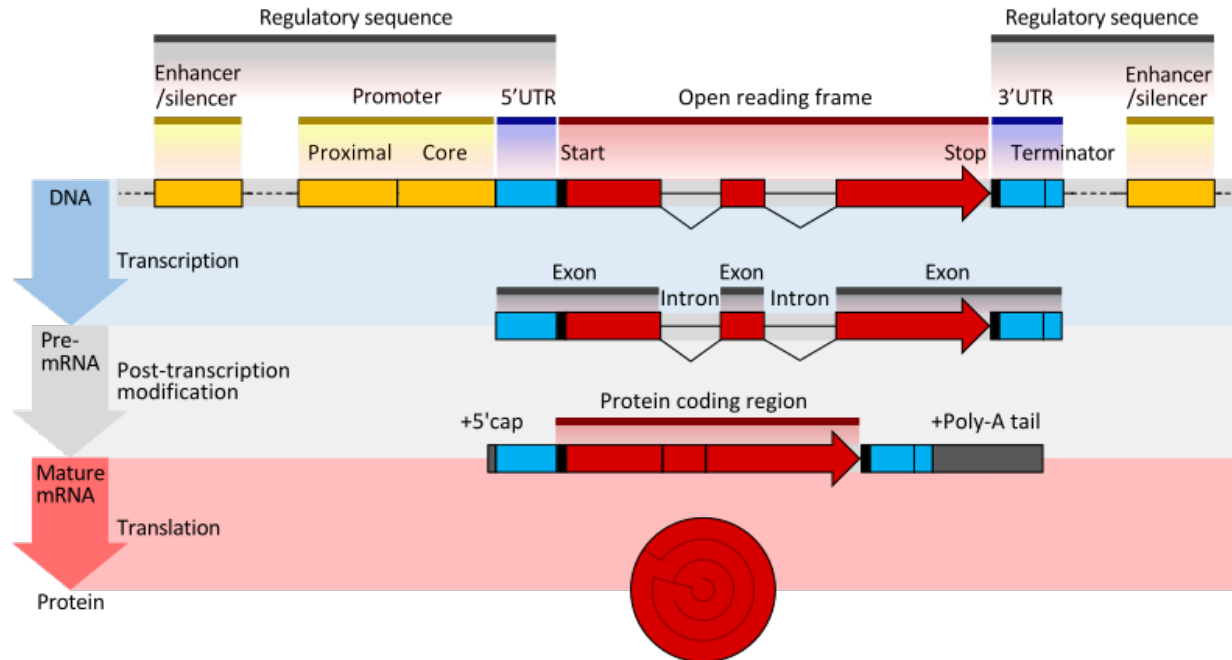 Regulatory sequence
Regulatory sequence
Enhancer
/silencer
Promoter
5'UTR
Open reading frame
3'UTR
Enhancer
/silencer
Proximal
Core
Start
Stop
Terminator
DNA
Transcription
Exon
Exon
Exon
Intron
Intron
Pre-
mRNA
Post-transcription
modification
Protein coding region
+5'cap
+Poly-A tail
Mature
mRNA
Translation
Protein